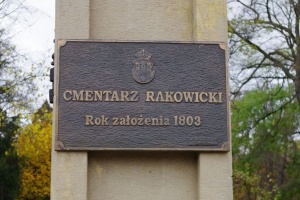 CMENTARZ RAKOWICKI
Rok założenia 1803